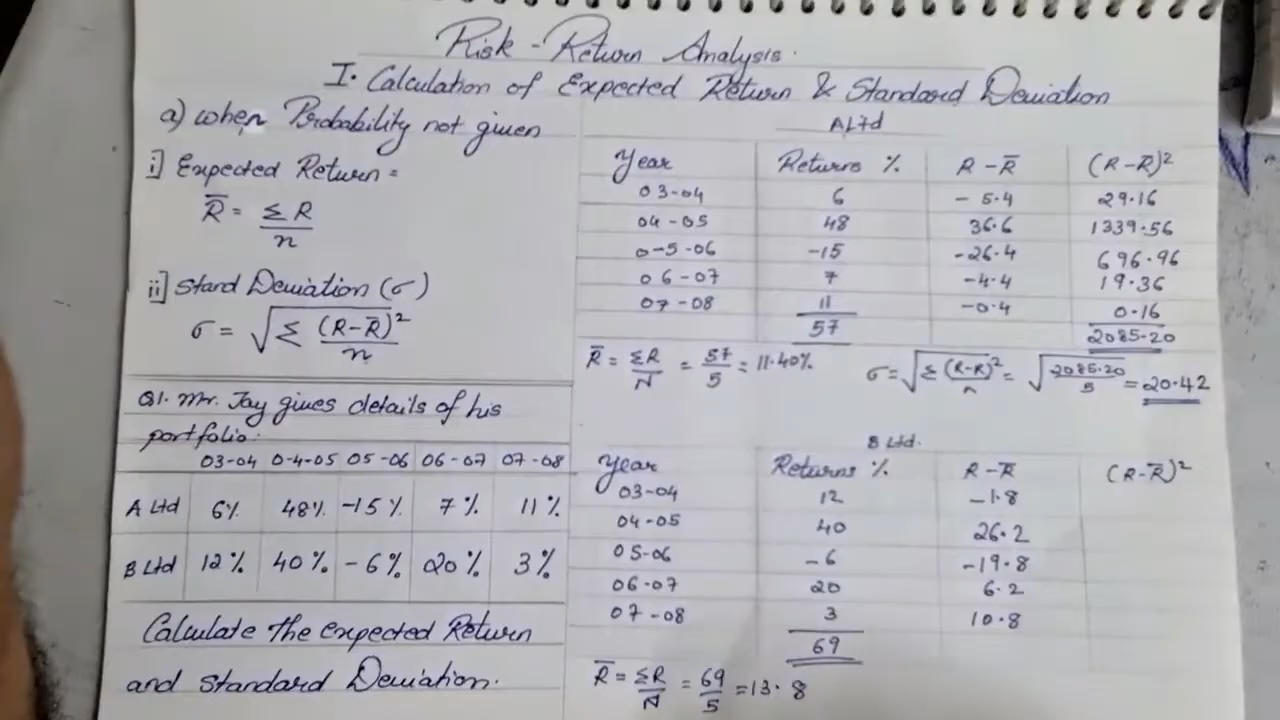 Risk - Return Analysis.
I. Calculation of Expected Return & Standard Deviation
a) when Probability not given
i] Expected Return =
R̅ = ΣR / n
ii] Stand Deviation (σ)
σ = √Σ (R-R̅)² / n
Q1. Mr. Jay gives details of his
portfolio.
03-04 0-4-05 05-06 06-07 07-08
A Ltd 6% 48% -15% 7% 11%
B Ltd 12% 40% -6% 20% 3%
Calculate the expected Return
and Standard Deviation.
A Ltd
Year Returns % R-R̅ (R-R̅)²
03-04 6 -5.4 29.16
04-05 48 36.6 1339.56
0-5-06 -15 -26.4 696.96
06-07 7 -4.4 19.36
07-08 11 -0.4 0.16
57 2085.20
R̅ = ΣR / N = 57 / 5 = 11.40% σ = √Σ (R-R̅)² / n = √2085.20 / 5 = 20.42
B Ltd.
Year Returns % R-R̅ (R-R̅)²
03-04 12 -1.8
04-05 40 26.2
05-06 -6 -19.8
06-07 20 6.2
07-08 3 10.8
69
R̅ = ΣR / N = 69 / 5 = 13.8